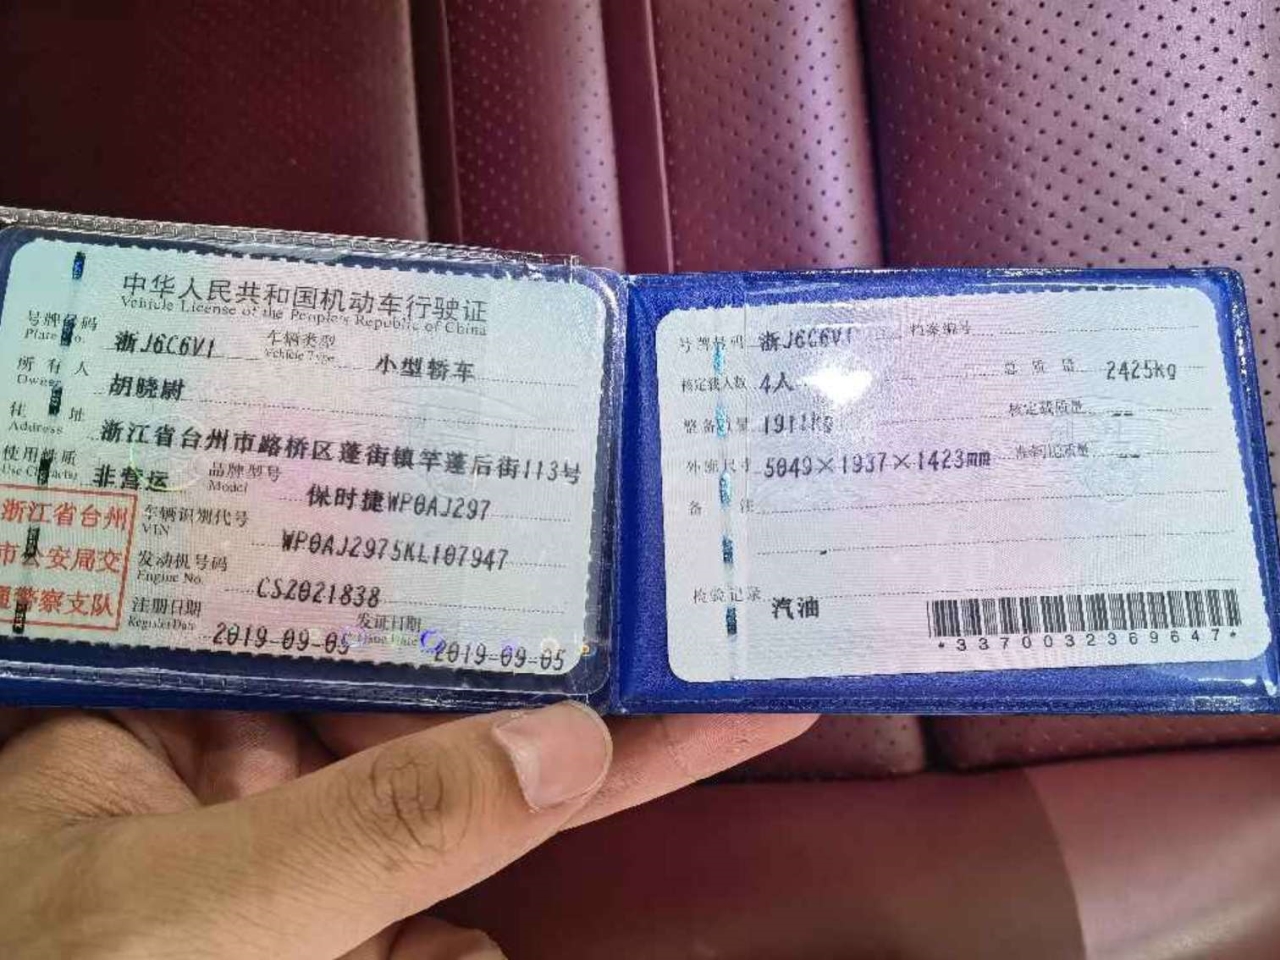 中华人民共和国机动车行驶证
Vehicle License of the People's Republic of China
号牌号码 浙J6C6V1 车辆类型 小型轿车
Plate No. Vehicle Type
所有人 胡晓尉
Owner
住址 浙江省台州市路桥区蓬街镇竿蓬后街113号
Address
使用性质 非营运 品牌型号 保时捷WP0AJ297
Use Character Model
浙江省台州
市公安局交
通警察支队
车辆识别代号 WP0AJ2975KL107947
VIN
发动机号码 CSZ021838
Engine No.
注册日期 2019-09-05 发证日期 2019-09-05
Register Date Issue Date
号牌号码 浙J6C6V1 档案编号
核定载人数 4人 总质量 2425kg
整备质量 1911kg 核定载质量 --
外廓尺寸 5049×1937×1423mm 准牵引总质量 --
备注
检验记录 汽油
*3370032369647*